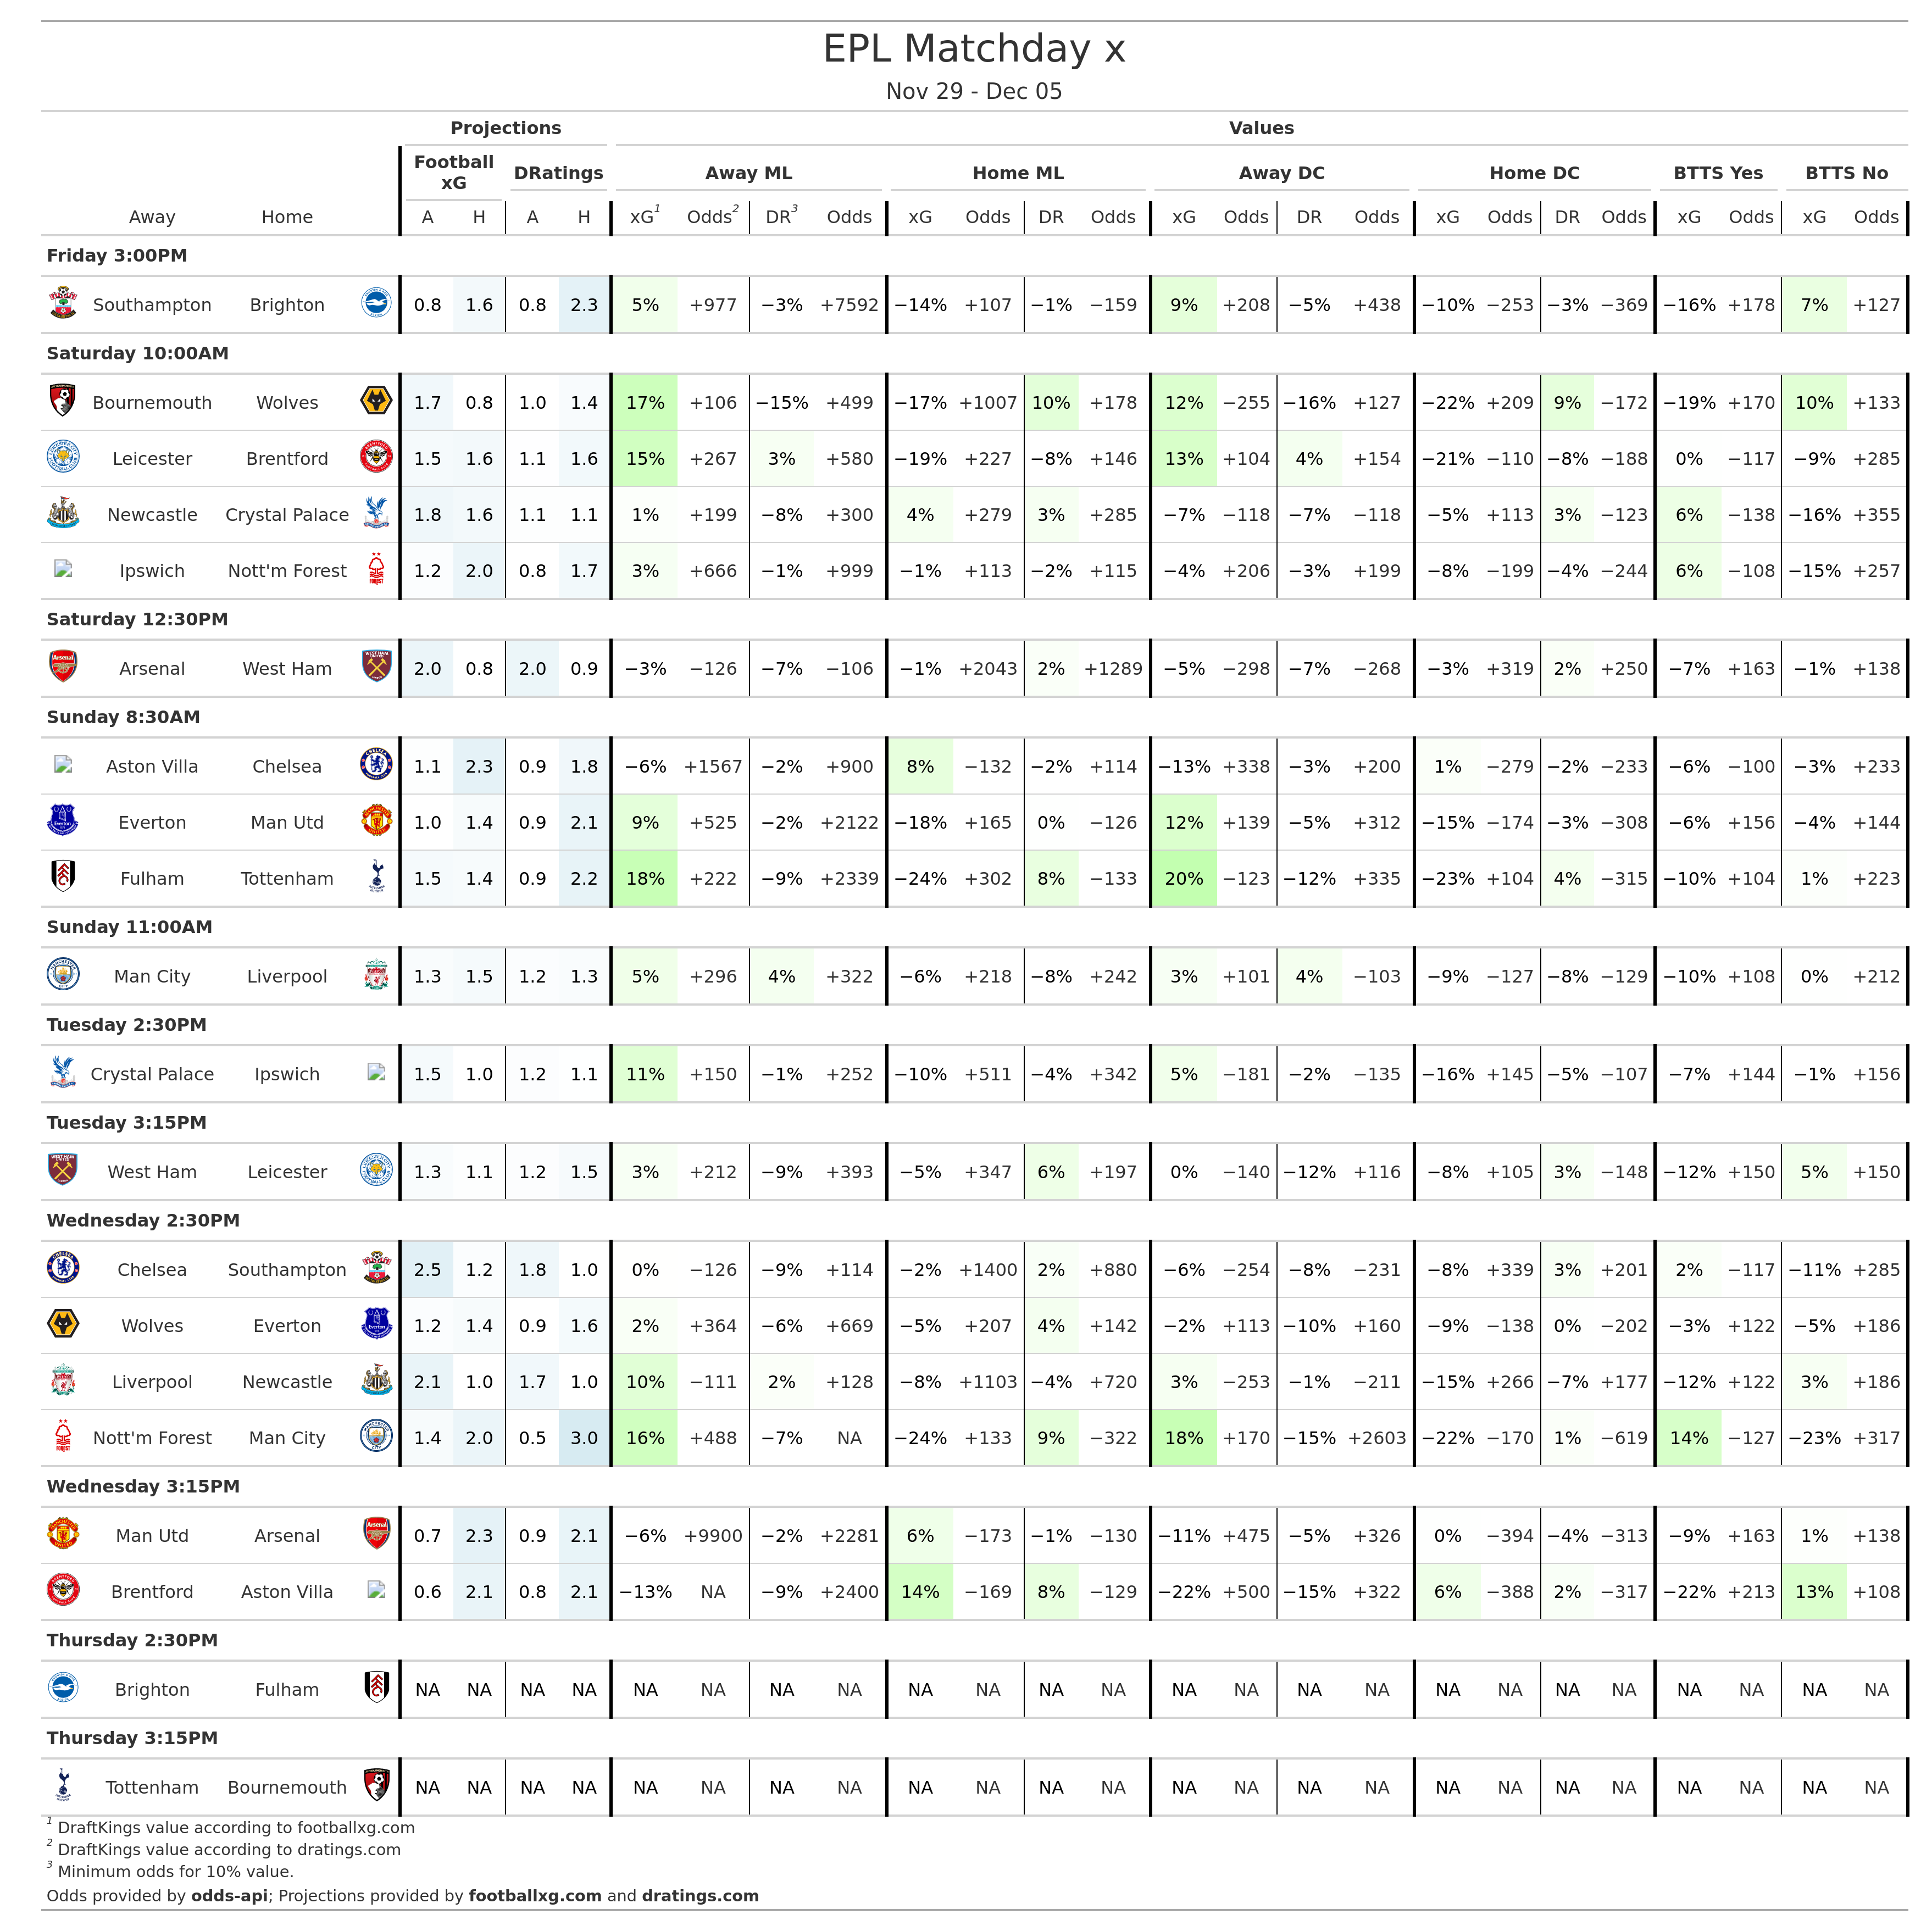 EPL Matchday x
Nov 29 - Dec 05
Projections Values
Football xG DRatings Away ML Home ML Away DC Home DC BTTS Yes BTTS No
Away Home A H A H xG1 Odds2 DR3 Odds xG Odds DR Odds xG Odds DR Odds xG Odds DR Odds xG Odds xG Odds
Friday 3:00PM
Southampton Brighton 0.8 1.6 0.8 2.3 5% +977 −3% +7592 −14% +107 −1% −159 9% +208 −5% +438 −10% −253 −3% −369 −16% +178 7% +127
Saturday 10:00AM
Bournemouth Wolves 1.7 0.8 1.0 1.4 17% +106 −15% +499 −17% +1007 10% +178 12% −255 −16% +127 −22% +209 9% −172 −19% +170 10% +133
Leicester Brentford 1.5 1.6 1.1 1.6 15% +267 3% +580 −19% +227 −8% +146 13% +104 4% +154 −21% −110 −8% −188 0% −117 −9% +285
Newcastle Crystal Palace 1.8 1.6 1.1 1.1 1% +199 −8% +300 4% +279 3% +285 −7% −118 −7% −118 −5% +113 3% −123 6% −138 −16% +355
Ipswich Nott'm Forest 1.2 2.0 0.8 1.7 3% +666 −1% +999 −1% +113 −2% +115 −4% +206 −3% +199 −8% −199 −4% −244 6% −108 −15% +257
Saturday 12:30PM
Arsenal West Ham 2.0 0.8 2.0 0.9 −3% −126 −7% −106 −1% +2043 2% +1289 −5% −298 −7% −268 −3% +319 2% +250 −7% +163 −1% +138
Sunday 8:30AM
Aston Villa Chelsea 1.1 2.3 0.9 1.8 −6% +1567 −2% +900 8% −132 −2% +114 −13% +338 −3% +200 1% −279 −2% −233 −6% −100 −3% +233
Everton Man Utd 1.0 1.4 0.9 2.1 9% +525 −2% +2122 −18% +165 0% −126 12% +139 −5% +312 −15% −174 −3% −308 −6% +156 −4% +144
Fulham Tottenham 1.5 1.4 0.9 2.2 18% +222 −9% +2339 −24% +302 8% −133 20% −123 −12% +335 −23% +104 4% −315 −10% +104 1% +223
Sunday 11:00AM
Man City Liverpool 1.3 1.5 1.2 1.3 5% +296 4% +322 −6% +218 −8% +242 3% +101 4% −103 −9% −127 −8% −129 −10% +108 0% +212
Tuesday 2:30PM
Crystal Palace Ipswich 1.5 1.0 1.2 1.1 11% +150 −1% +252 −10% +511 −4% +342 5% −181 −2% −135 −16% +145 −5% −107 −7% +144 −1% +156
Tuesday 3:15PM
West Ham Leicester 1.3 1.1 1.2 1.5 3% +212 −9% +393 −5% +347 6% +197 0% −140 −12% +116 −8% +105 3% −148 −12% +150 5% +150
Wednesday 2:30PM
Chelsea Southampton 2.5 1.2 1.8 1.0 0% −126 −9% +114 −2% +1400 2% +880 −6% −254 −8% −231 −8% +339 3% +201 2% −117 −11% +285
Wolves Everton 1.2 1.4 0.9 1.6 2% +364 −6% +669 −5% +207 4% +142 −2% +113 −10% +160 −9% −138 0% −202 −3% +122 −5% +186
Liverpool Newcastle 2.1 1.0 1.7 1.0 10% −111 2% +128 −8% +1103 −4% +720 3% −253 −1% −211 −15% +266 −7% +177 −12% +122 3% +186
Nott'm Forest Man City 1.4 2.0 0.5 3.0 16% +488 −7% NA −24% +133 9% −322 18% +170 −15% +2603 −22% −170 1% −619 14% −127 −23% +317
Wednesday 3:15PM
Man Utd Arsenal 0.7 2.3 0.9 2.1 −6% +9900 −2% +2281 6% −173 −1% −130 −11% +475 −5% +326 0% −394 −4% −313 −9% +163 1% +138
Brentford Aston Villa 0.6 2.1 0.8 2.1 −13% NA −9% +2400 14% −169 8% −129 −22% +500 −15% +322 6% −388 2% −317 −22% +213 13% +108
Thursday 2:30PM
Brighton Fulham NA NA NA NA NA NA NA NA NA NA NA NA NA NA NA NA NA NA NA NA NA NA NA NA
Thursday 3:15PM
Tottenham Bournemouth NA NA NA NA NA NA NA NA NA NA NA NA NA NA NA NA NA NA NA NA NA NA NA NA
1 DraftKings value according to footballxg.com
2 DraftKings value according to dratings.com
3 Minimum odds for 10% value.
Odds provided by odds-api; Projections provided by footballxg.com and dratings.com